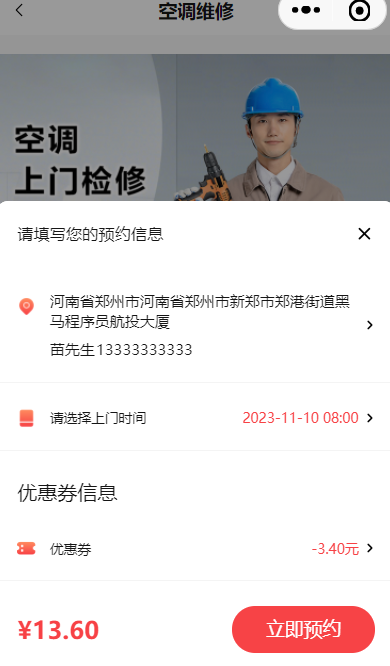 空调维修
空调
上门检修
请填写您的预约信息
河南省郑州市河南省郑州市新郑市郑港街道黑
马程序员航投大厦
苗先生13333333333
请选择上门时间 2023-11-10 08:00
优惠券信息
优惠券 -3.40元
¥13.60 立即预约